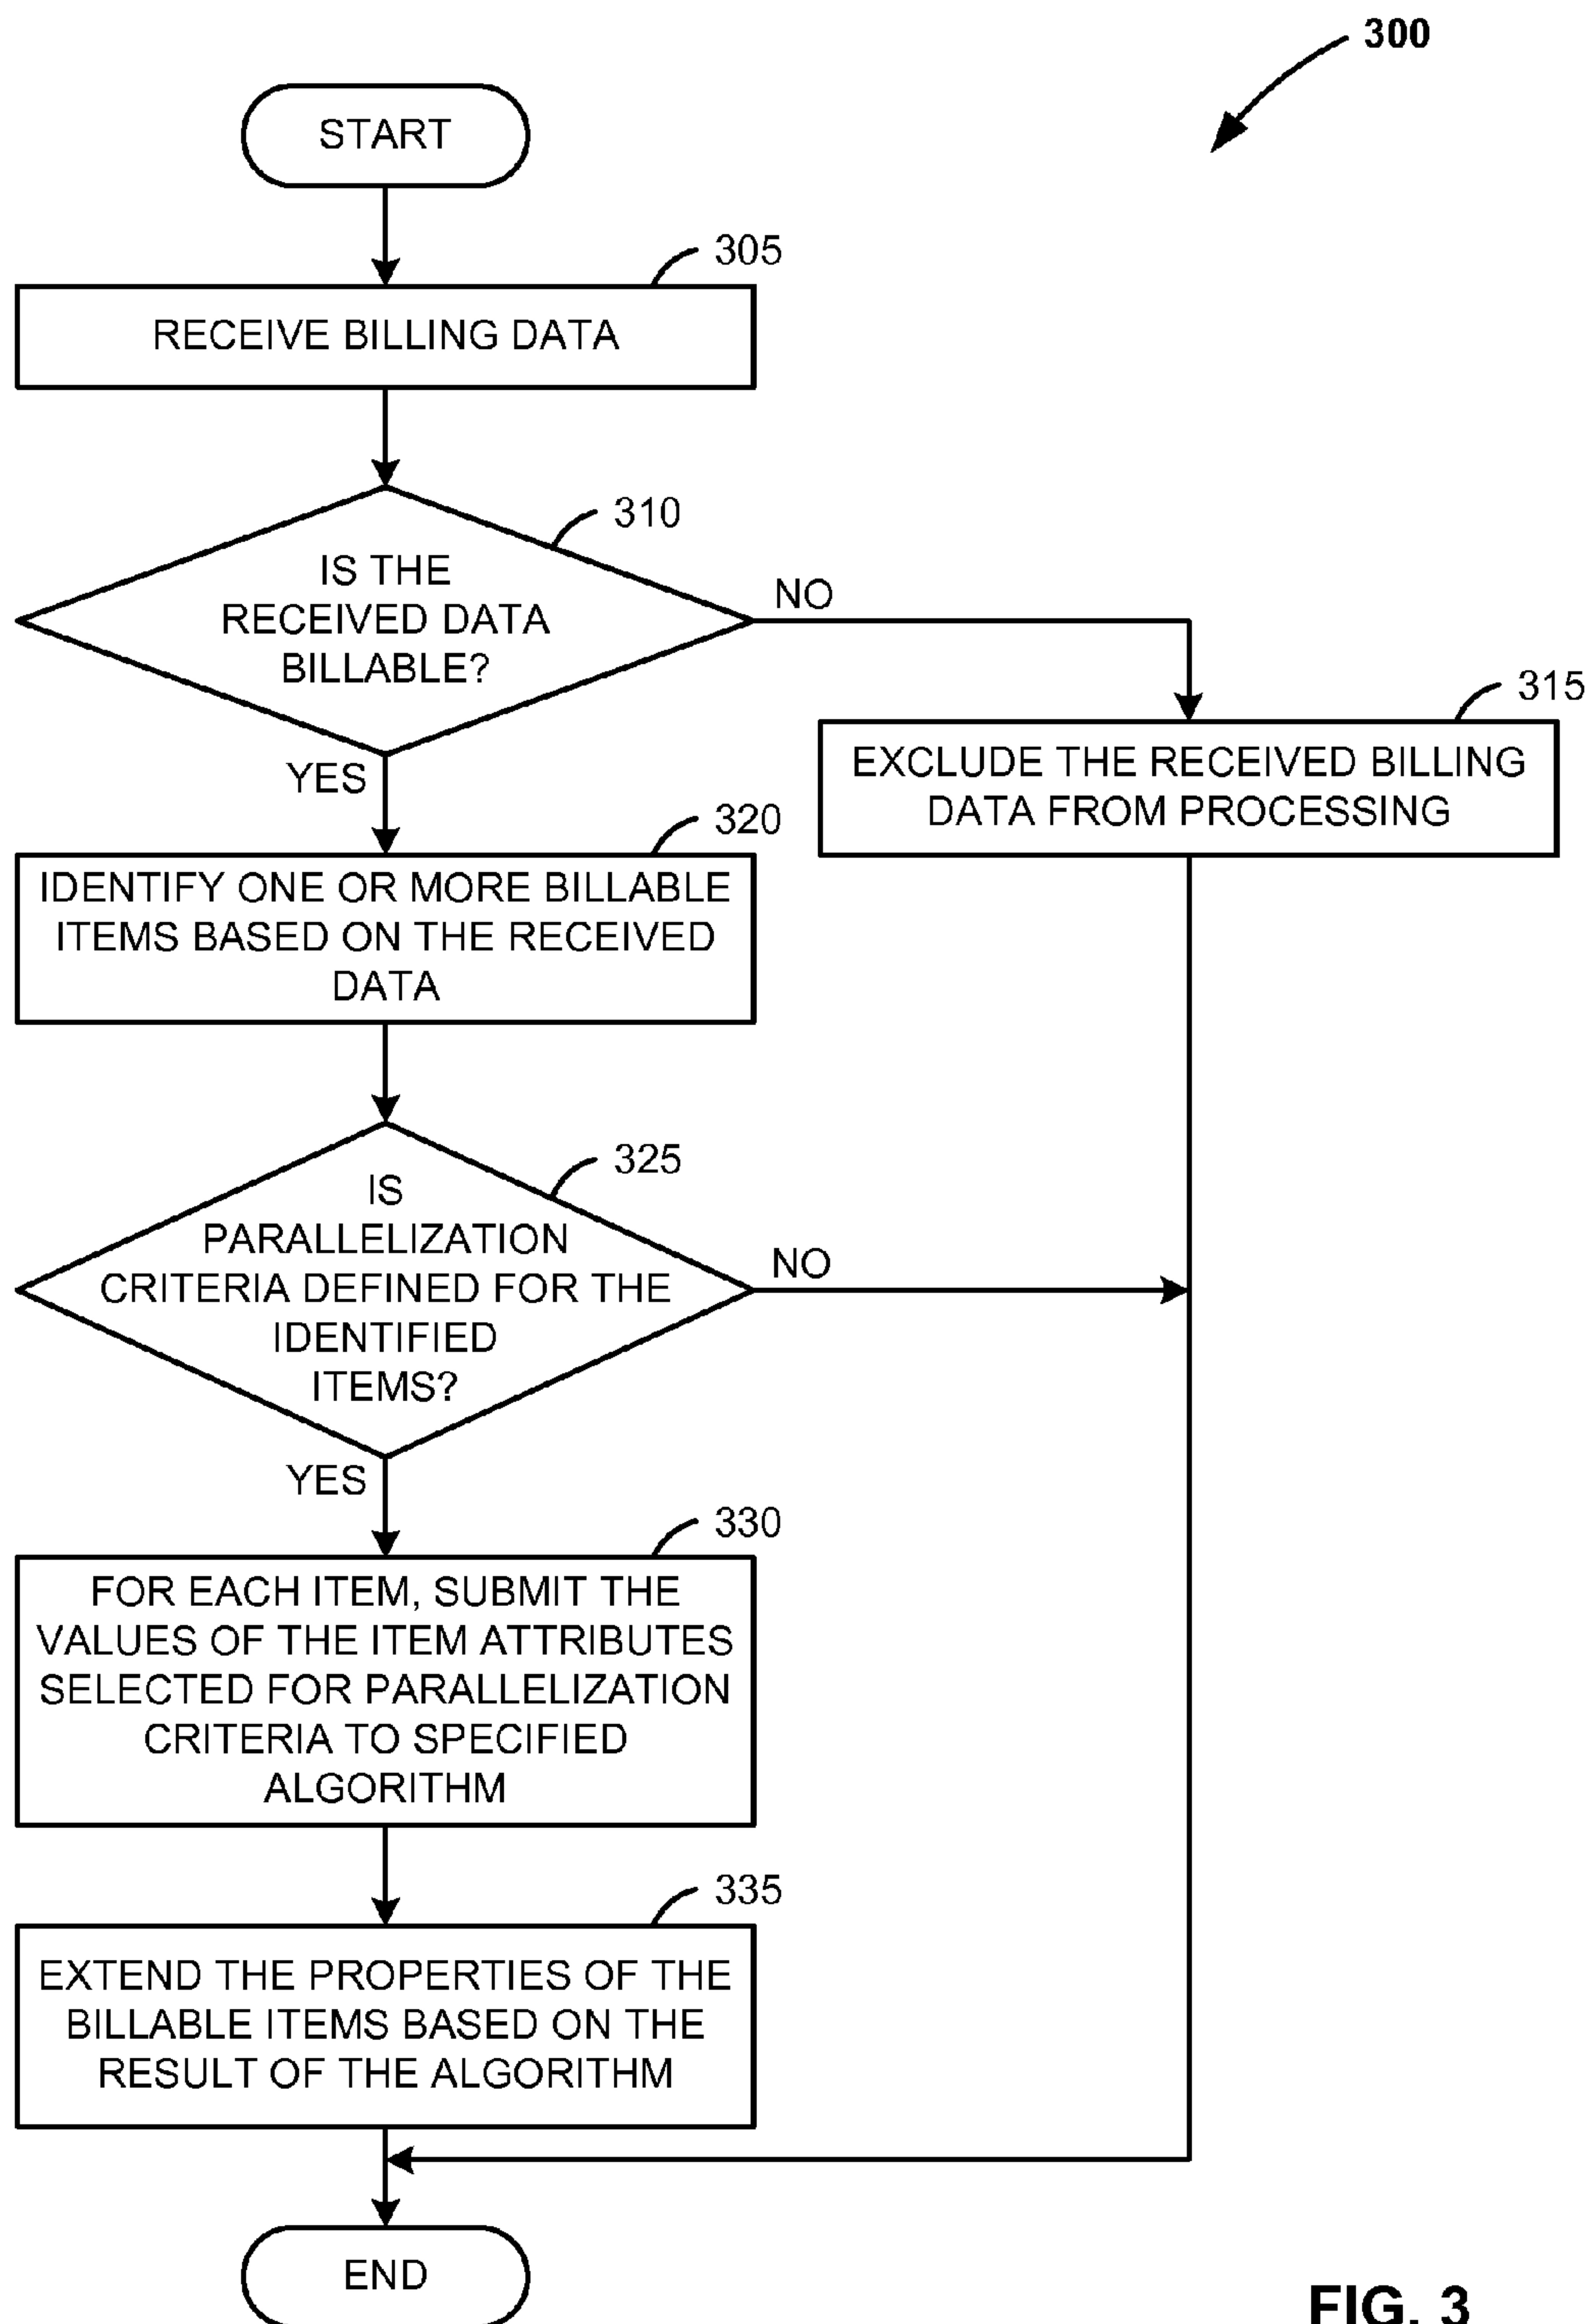 300
START
305
RECEIVE BILLING DATA
310
IS THE
RECEIVED DATA
BILLABLE?
NO
YES
315
EXCLUDE THE RECEIVED BILLING
DATA FROM PROCESSING
320
IDENTIFY ONE OR MORE BILLABLE
ITEMS BASED ON THE RECEIVED
DATA
325
IS
PARALLELIZATION
CRITERIA DEFINED FOR THE
IDENTIFIED
ITEMS?
NO
YES
330
FOR EACH ITEM, SUBMIT THE
VALUES OF THE ITEM ATTRIBUTES
SELECTED FOR PARALLELIZATION
CRITERIA TO SPECIFIED
ALGORITHM
335
EXTEND THE PROPERTIES OF THE
BILLABLE ITEMS BASED ON THE
RESULT OF THE ALGORITHM
END
FIG. 3